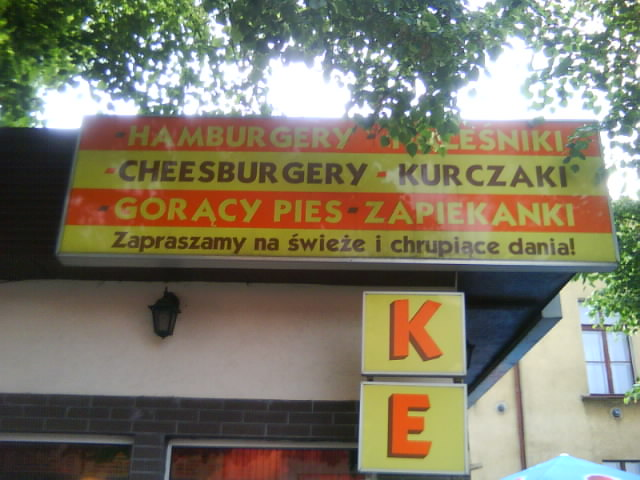 - HAMBURGERY - 
- CHEESBURGERY - KURCZAKI
- GORĄCY PIES - ZAPIEKANKI
Zapraszamy na świeże i chrupiące dania!
K
E